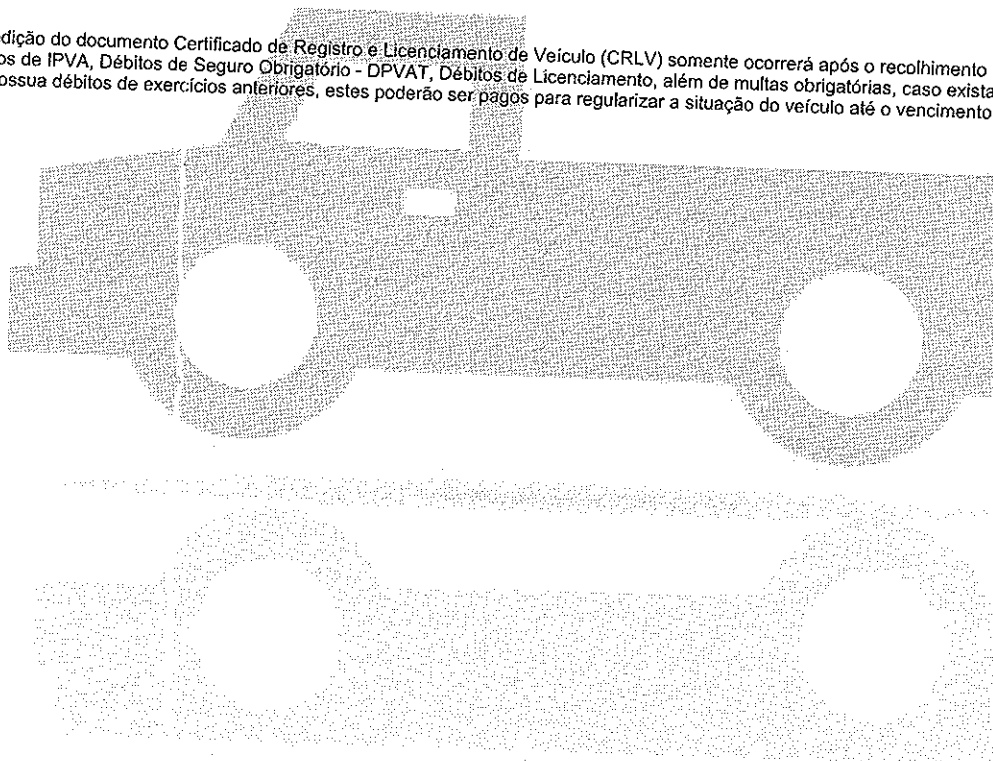 dição do documento Certificado de Registro e Licenciamento de Veículo (CRLV) somente ocorrerá após o recolhimento
os de IPVA, Débitos de Seguro Obrigatório - DPVAT, Débitos de Licenciamento, além de multas obrigatórias, caso exista
ossua débitos de exercícios anteriores, estes poderão ser pagos para regularizar a situação do veículo até o vencimento